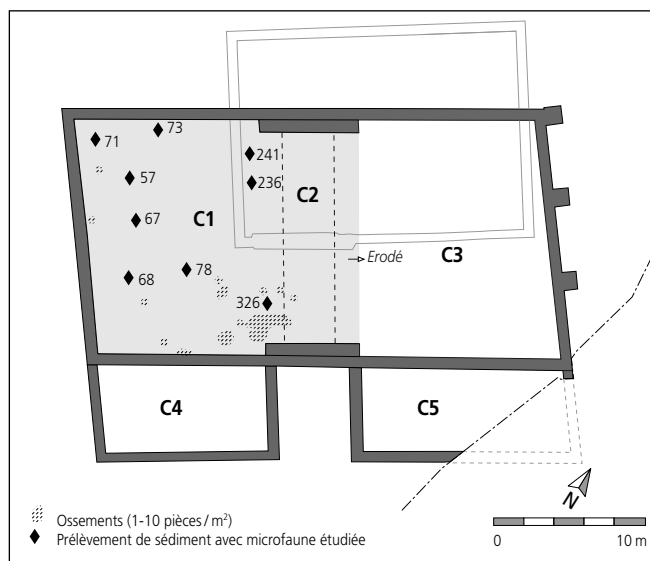 73
71
241
57
236
C2
67
C1
Erodé
C3
78
68
326
C4
C5
N
Ossements (1-10 pièces / m²)
Prélèvement de sédiment avec microfaune étudiée
0 10 m